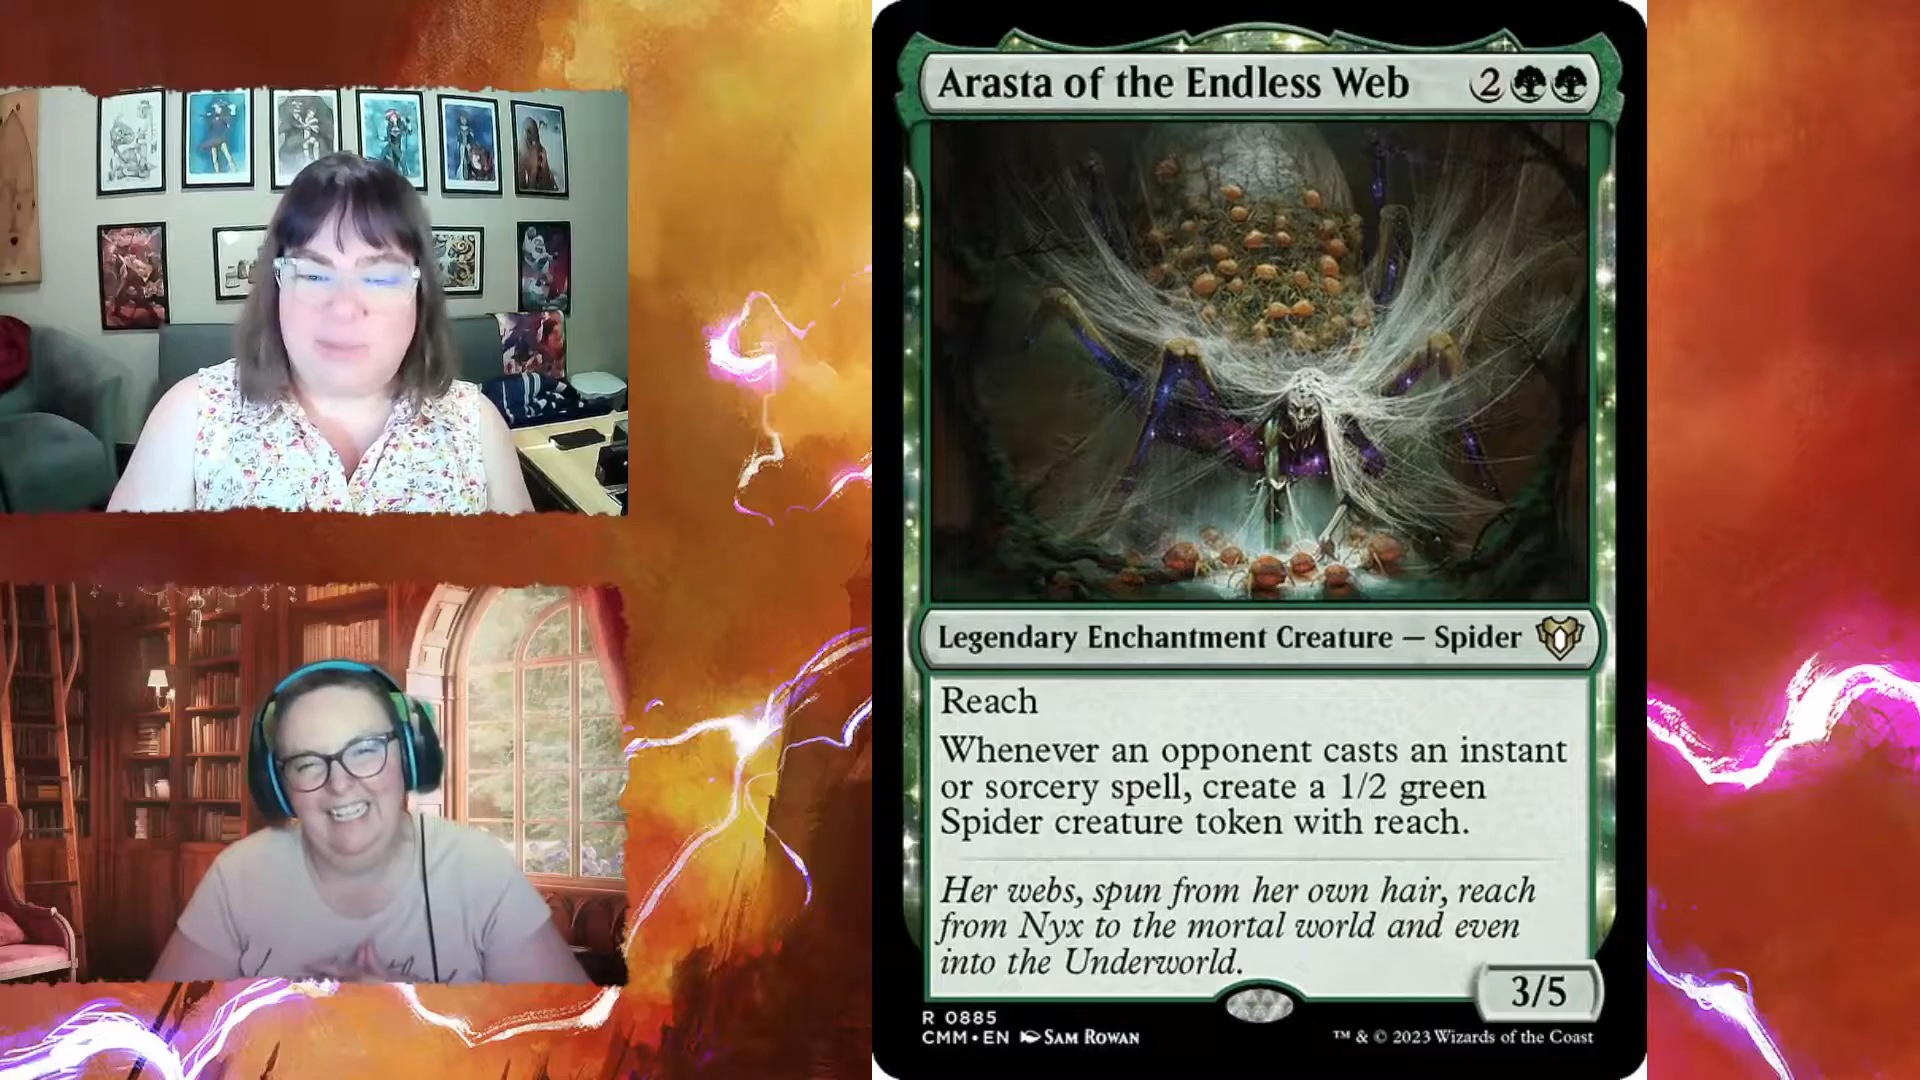 Arasta of the Endless Web 2
Legendary Enchantment Creature — Spider
Reach
Whenever an opponent casts an instant
or sorcery spell, create a 1/2 green
Spider creature token with reach.
Her webs, spun from her own hair, reach
from Nyx to the mortal world and even
into the Underworld.
3/5
R 0885
CMM • EN SAM ROWAN
™ & © 2023 Wizards of the Coast